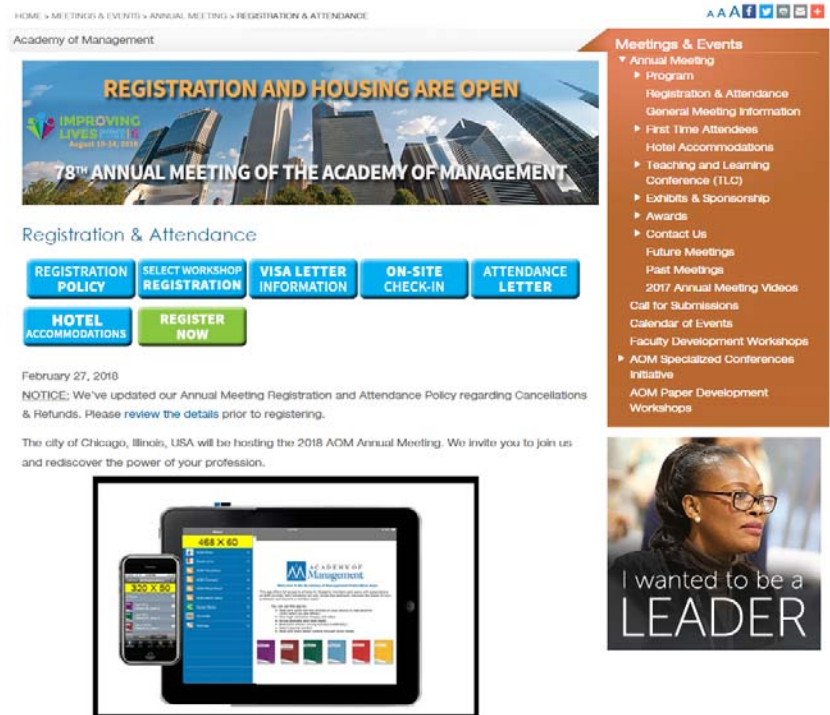 HOME > MEETINGS & EVENTS > ANNUAL MEETING > REGISTRATION & ATTENDANCE
A A A
Academy of Management
REGISTRATION AND HOUSING ARE OPEN
IMPROVING
LIVES
August 10-14, 2018
78TH ANNUAL MEETING OF THE ACADEMY OF MANAGEMENT
Registration & Attendance
REGISTRATION
POLICY
SELECT WORKSHOP
REGISTRATION
VISA LETTER
INFORMATION
ON-SITE
CHECK-IN
ATTENDANCE
LETTER
HOTEL
ACCOMMODATIONS
REGISTER
NOW
February 27, 2018
NOTICE: We've updated our Annual Meeting Registration and Attendance Policy regarding Cancellations
& Refunds. Please review the details prior to registering.
The city of Chicago, Illinois, USA will be hosting the 2018 AOM Annual Meeting. We invite you to join us
and rediscover the power of your profession.
468 X 60
320 X 50
ACADEMY OF
Management
Meetings & Events
Annual Meeting
Program
Registration & Attendance
General Meeting Information
First Time Attendees
Hotel Accommodations
Teaching and Learning
Conference (TLC)
Exhibits & Sponsorship
Awards
Contact Us
Future Meetings
Past Meetings
2017 Annual Meeting Videos
Call for Submissions
Calendar of Events
Faculty Development Workshops
AOM Specialized Conferences
Initiative
AOM Paper Development
Workshops
I wanted to be a
LEADER